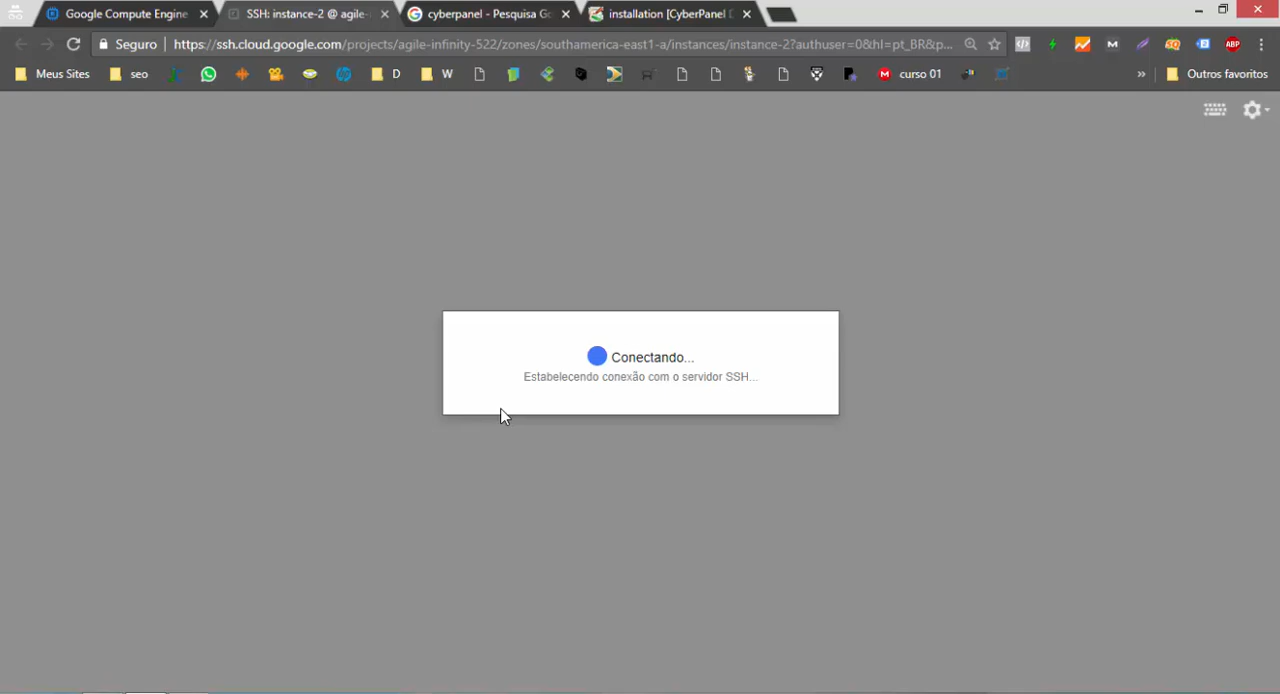 Google Compute Engine
SSH: instance-2 @ agile-
cyberpanel - Pesquisa Go
installation [CyberPanel D
Seguro
https://ssh.cloud.google.com/projects/agile-infinity-522/zones/southamerica-east1-a/instances/instance-2?authuser=0&hl=pt_BR&p...
ABP
Meus Sites
seo
D
W
M
curso 01
»
Outros favoritos
Conectando...
Estabelecendo conexão com o servidor SSH...